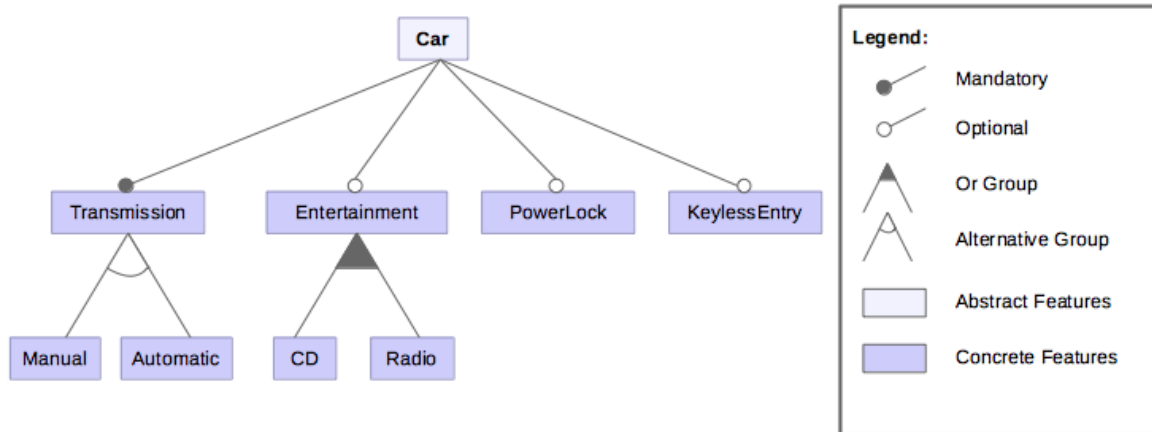 Car
Transmission
Entertainment
PowerLock
KeylessEntry
Manual
Automatic
CD
Radio
Legend:
Mandatory
Optional
Or Group
Alternative Group
Abstract Features
Concrete Features